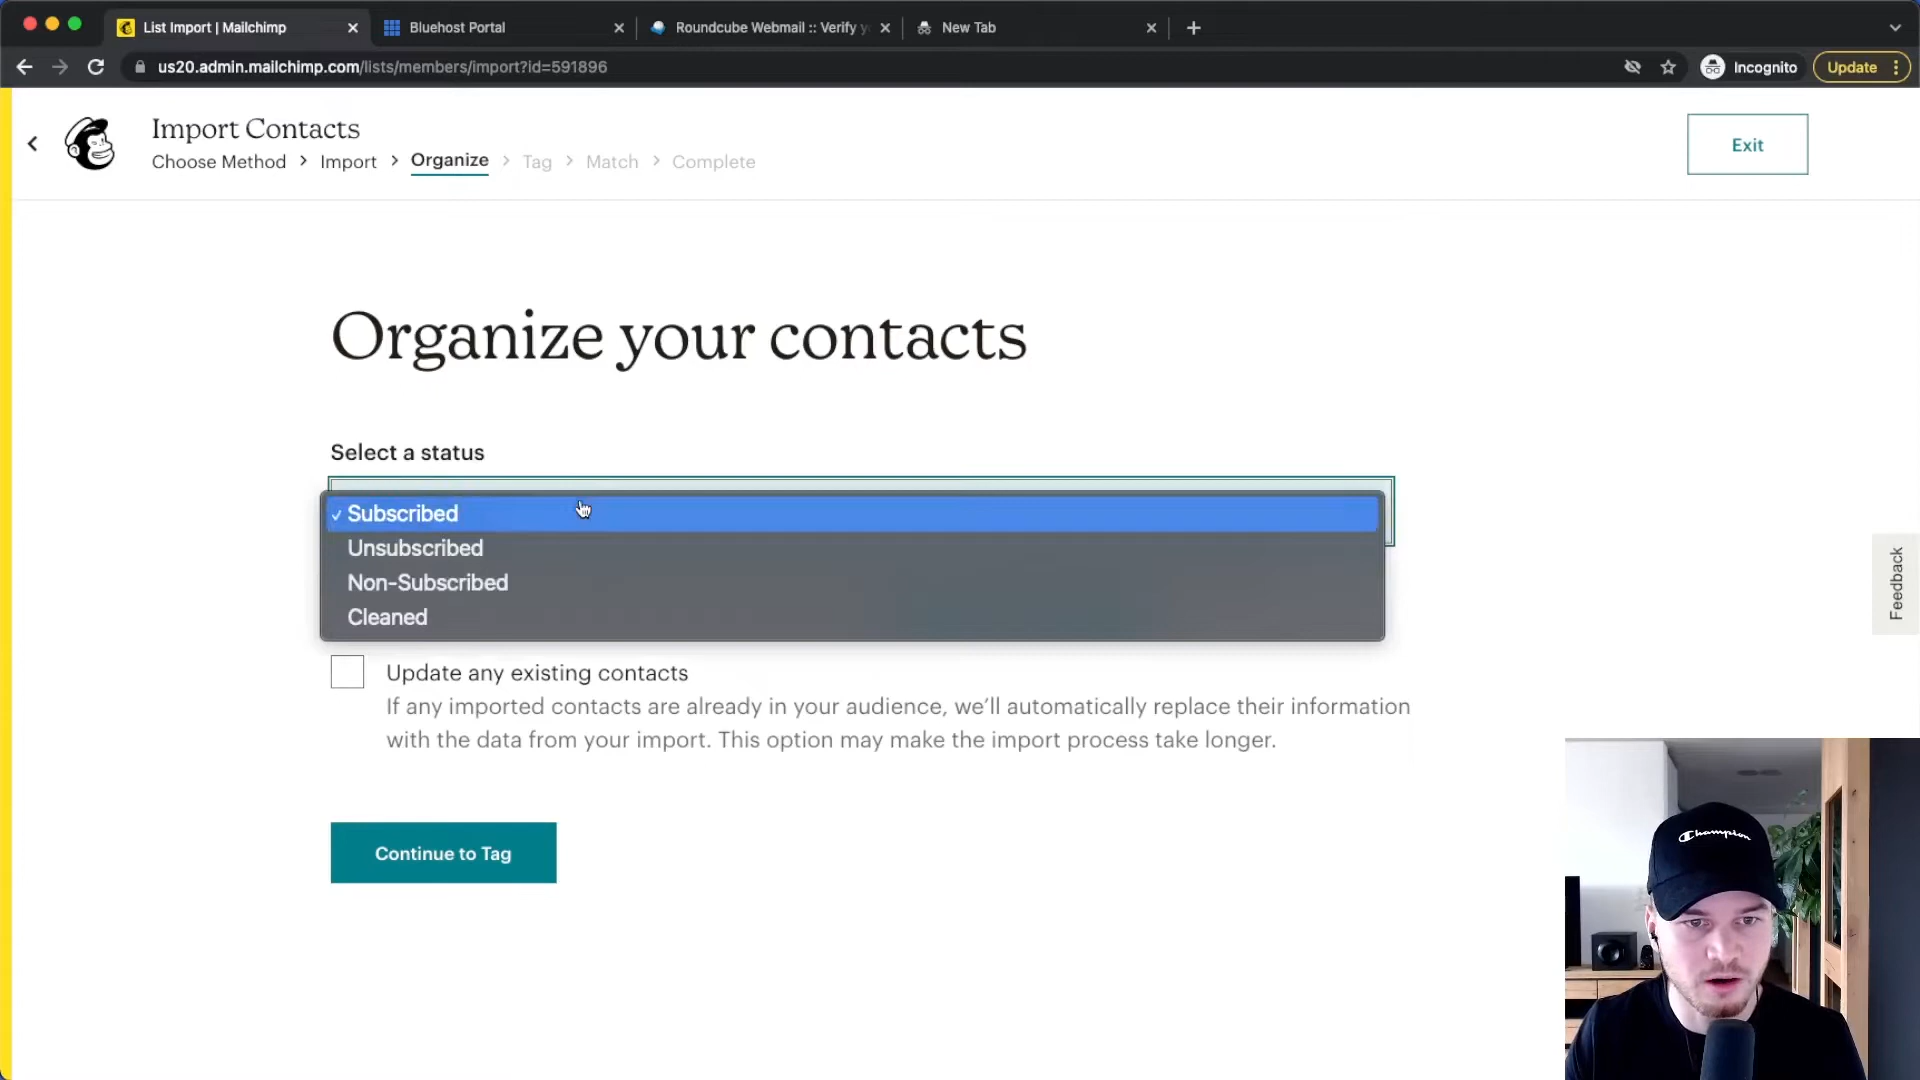 List Import | Mailchimp
Bluehost Portal
Roundcube Webmail :: Verify y
New Tab
us20.admin.mailchimp.com/lists/members/import?id=591896
Incognito
Update
Import Contacts
Choose Method > Import > Organize > Tag > Match > Complete
Exit
Organize your contacts
Select a status
✓ Subscribed
Unsubscribed
Non-Subscribed
Cleaned
Update any existing contacts
If any imported contacts are already in your audience, we’ll automatically replace their information
with the data from your import. This option may make the import process take longer.
Continue to Tag
Feedback
Champion